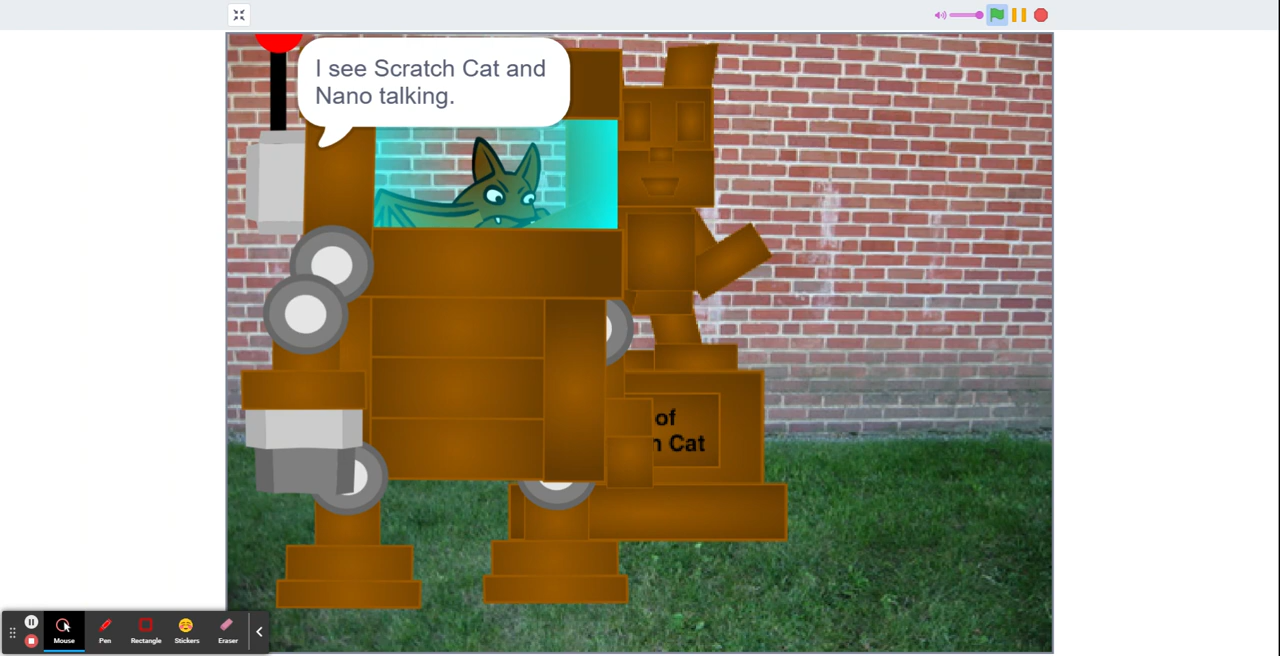 I see Scratch Cat and
Nano talking.
of
Cat
Mouse
Pen
Rectangle
Stickers
Eraser